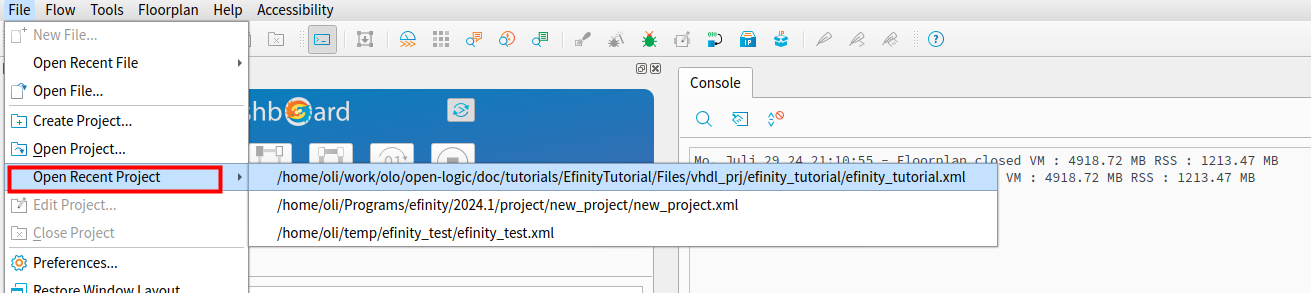 File Flow Tools Floorplan Help Accessibility
New File...
Open Recent File
Open File...
Create Project...
Open Project...
Open Recent Project
Edit Project...
Close Project
Preferences...
Restore Window Layout
/home/oli/work/olo/open-logic/doc/tutorials/EfinityTutorial/Files/vhdl_prj/efinity_tutorial/efinity_tutorial.xml
/home/oli/Programs/efinity/2024.1/project/new_project/new_project.xml
/home/oli/temp/efinity_test/efinity_test.xml
Console
Mo. Juli 29 24 21:10:55 - Floorplan closed VM : 4918.72 MB RSS : 1213.47 MB
VM : 4918.72 MB RSS : 1213.47 MB